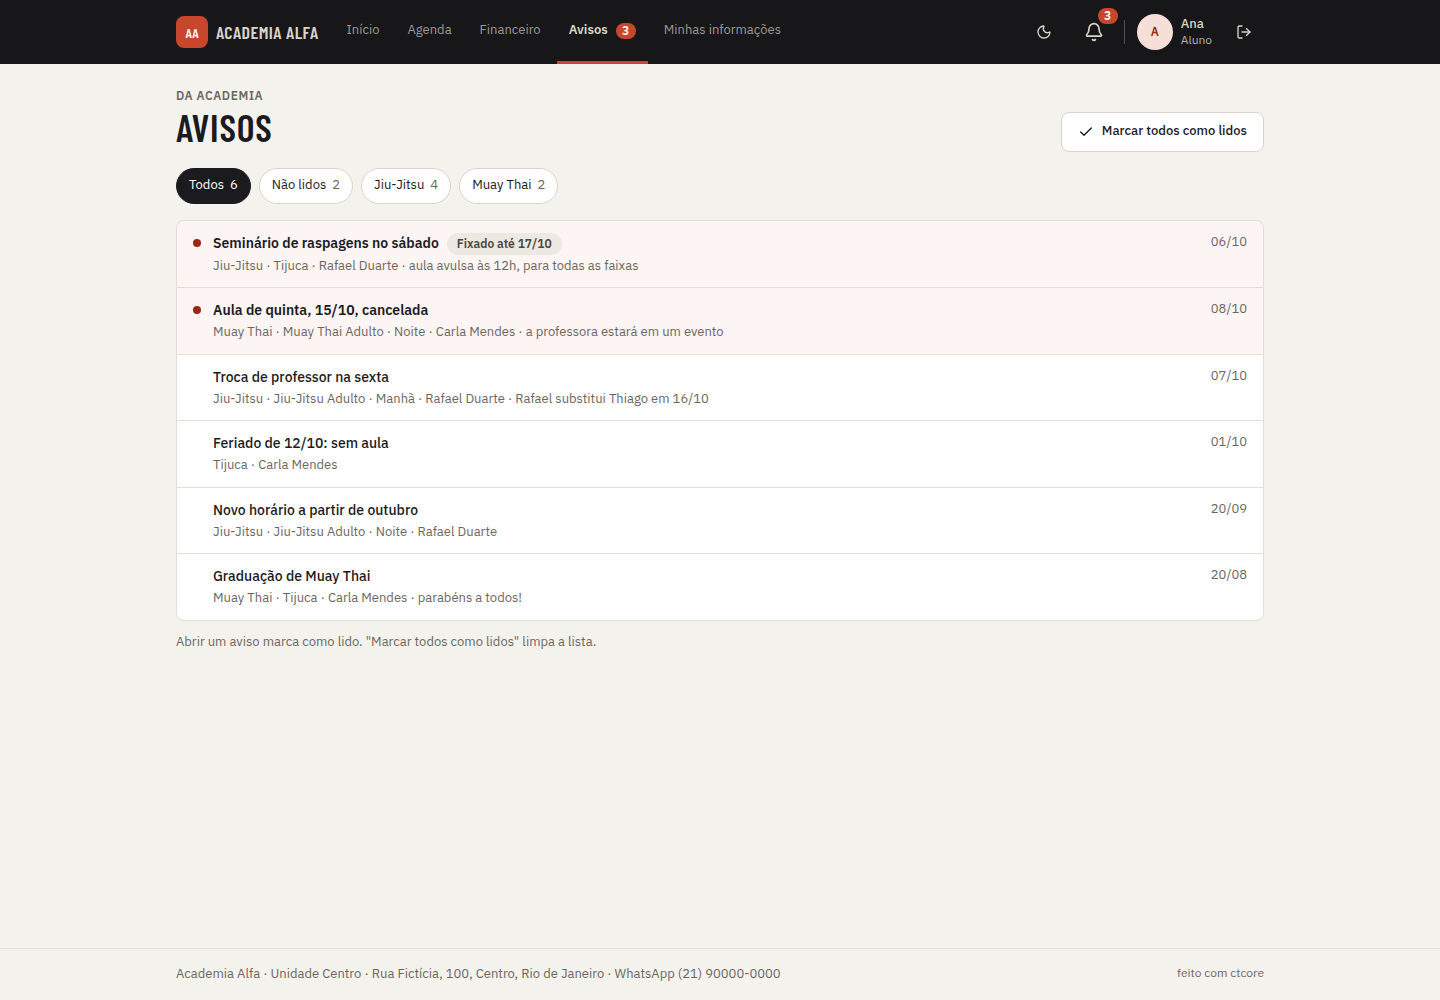 AA ACADEMIA ALFA Início Agenda Financeiro Avisos 3 Minhas informações 3 A Ana Aluno
DA ACADEMIA
AVISOS
Marcar todos como lidos
Todos 6 Não lidos 2 Jiu-Jitsu 4 Muay Thai 2
Seminário de raspagens no sábado Fixado até 17/10 06/10
Jiu-Jitsu · Tijuca · Rafael Duarte · aula avulsa às 12h, para todas as faixas
Aula de quinta, 15/10, cancelada 08/10
Muay Thai · Muay Thai Adulto · Noite · Carla Mendes · a professora estará em um evento
Troca de professor na sexta 07/10
Jiu-Jitsu · Jiu-Jitsu Adulto · Manhã · Rafael Duarte · Rafael substitui Thiago em 16/10
Feriado de 12/10: sem aula 01/10
Tijuca · Carla Mendes
Novo horário a partir de outubro 20/09
Jiu-Jitsu · Jiu-Jitsu Adulto · Noite · Rafael Duarte
Graduação de Muay Thai 20/08
Muay Thai · Tijuca · Carla Mendes · parabéns a todos!
Abrir um aviso marca como lido. "Marcar todos como lidos" limpa a lista.
Academia Alfa · Unidade Centro · Rua Fictícia, 100, Centro, Rio de Janeiro · WhatsApp (21) 90000-0000 feito com ctcore